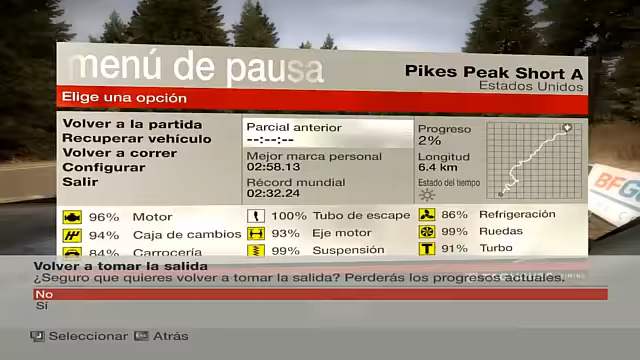 menú de pausa
Pikes Peak Short A
Estados Unidos
Elige una opción
Volver a la partida
Recuperar vehículo
Volver a correr
Configurar
Salir
Parcial anterior
--:--:--
Mejor marca personal
02:58.13
Récord mundial
02:32.24
Progreso
2%
Longitud
6.4 km
Estado del tiempo
96% Motor
100% Tubo de escape
86% Refrigeración
94% Caja de cambios
93% Eje motor
99% Ruedas
84% Carrocería
99% Suspensión
91% Turbo
BFG
Volver a tomar la salida
¿Seguro que quieres volver a tomar la salida? Perderás los progresos actuales.
No
Sí
Seleccionar
Atrás